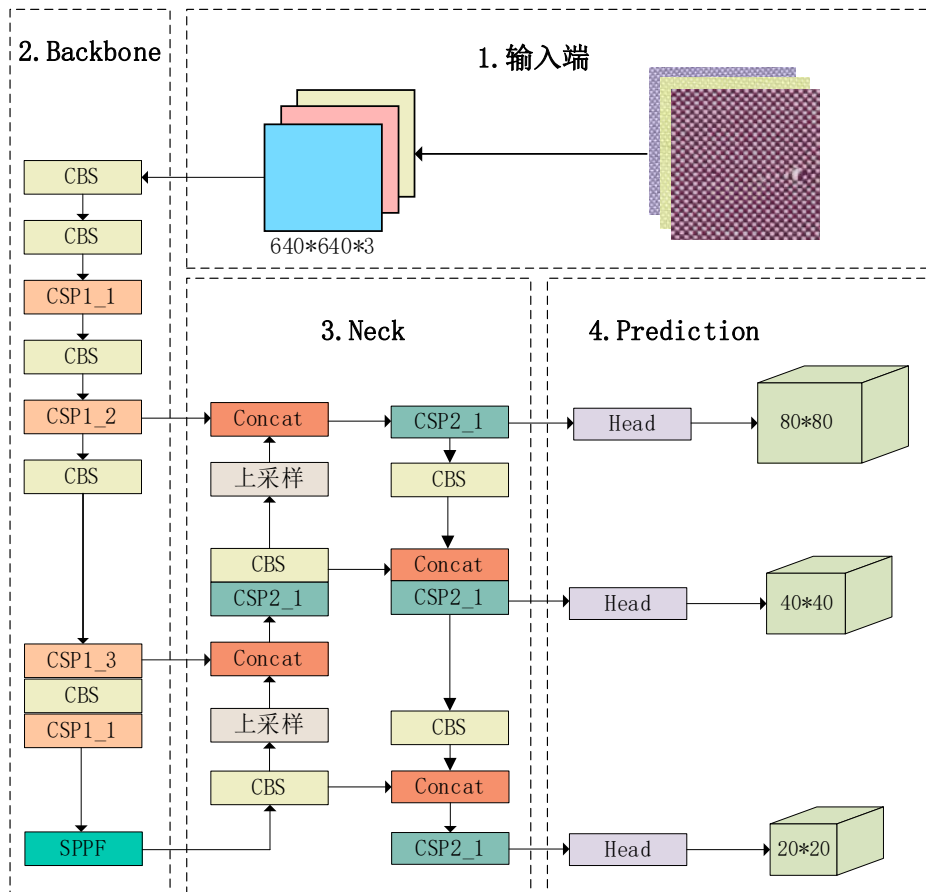 2.Backbone
CBS
CBS
CSP1_1
CBS
CSP1_2
CBS
CSP1_3
CBS
CSP1_1
SPPF
1.输入端
640*640*3
3.Neck
Concat
上采样
CBS
CSP2_1
Concat
上采样
CBS
CSP2_1
CBS
Concat
CSP2_1
CBS
Concat
CSP2_1
4.Prediction
Head
80*80
Head
40*40
Head
20*20